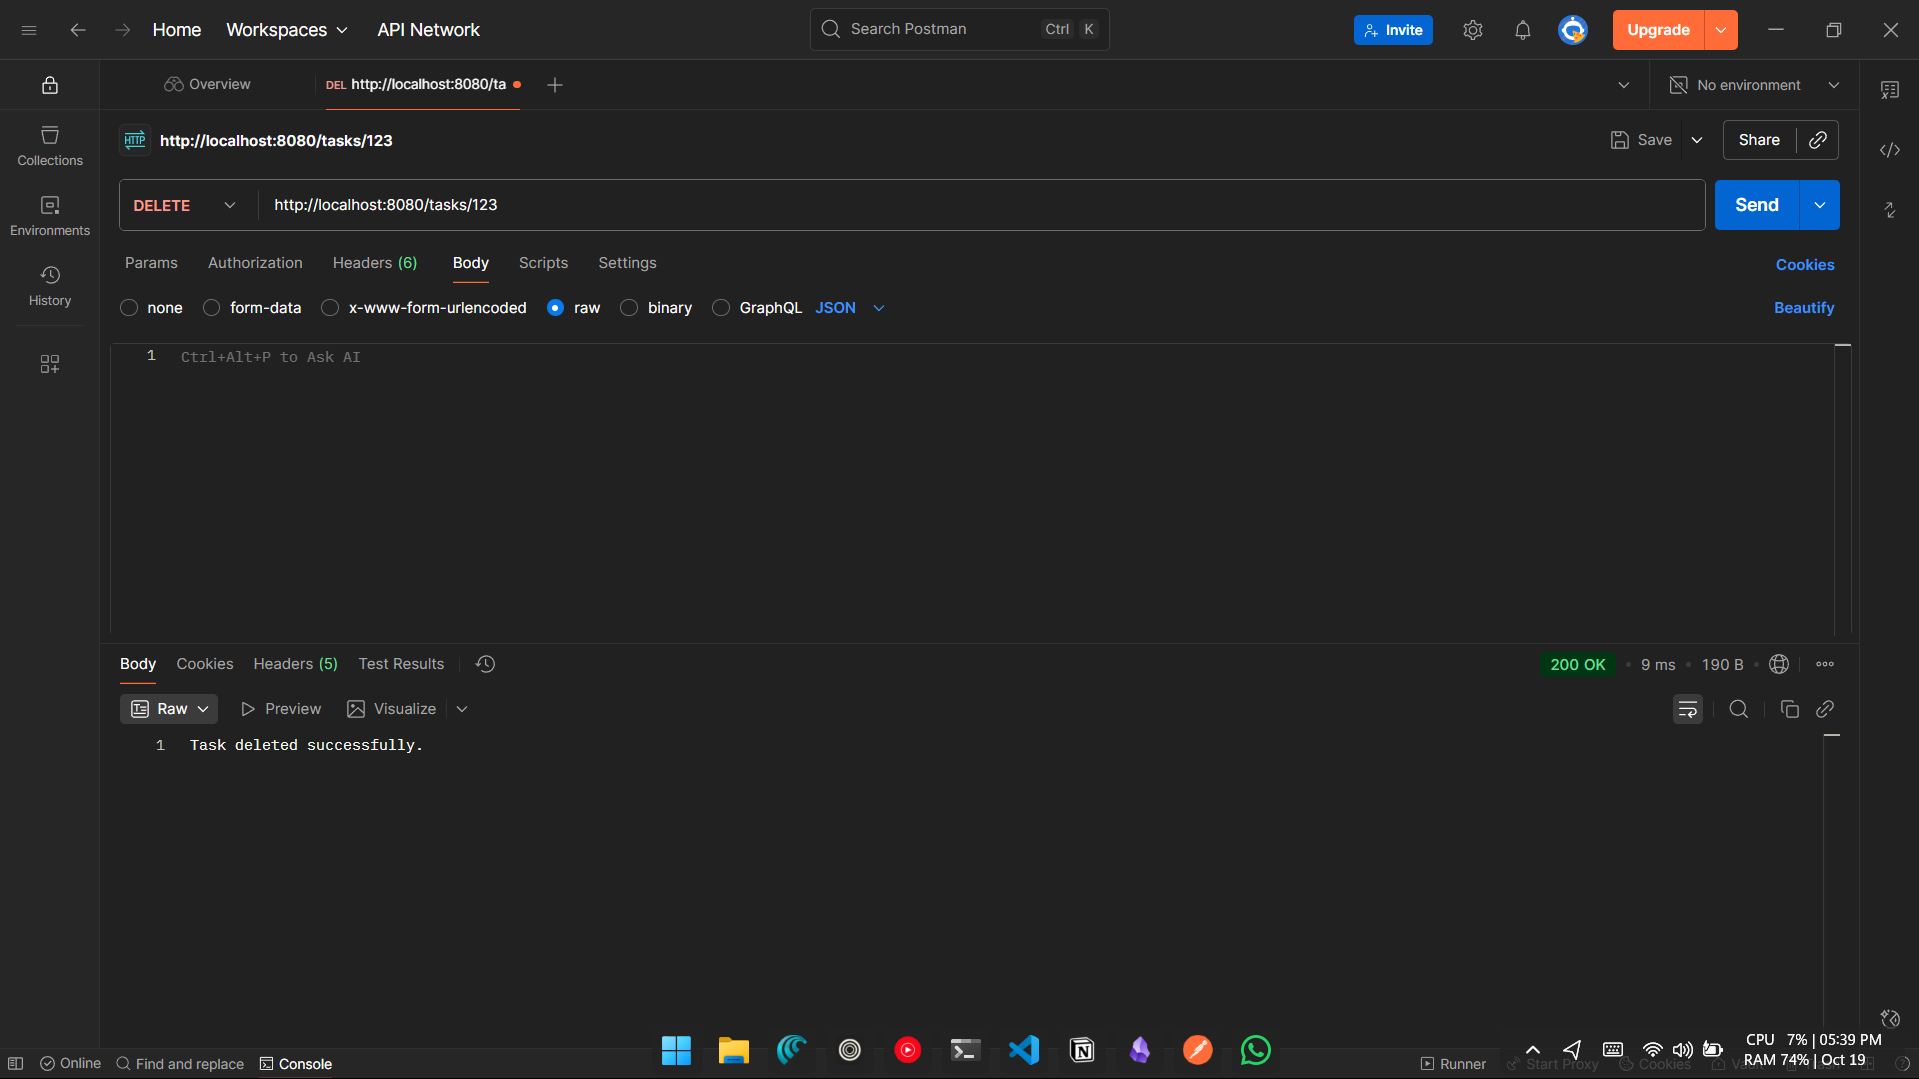 Home Workspaces API Network Search Postman Ctrl K Invite Upgrade
Overview DEL http://localhost:8080/ta No environment
HTTP http://localhost:8080/tasks/123 Save Share
Collections
DELETE http://localhost:8080/tasks/123 Send
Environments
Params Authorization Headers (6) Body Scripts Settings Cookies
History
none form-data x-www-form-urlencoded raw binary GraphQL JSON Beautify
1 Ctrl+Alt+P to Ask AI
Body Cookies Headers (5) Test Results 200 OK 9 ms 190 B
Raw Preview Visualize
1 Task deleted successfully.
CPU 7% | 05:39 PM
RAM 74% | Oct 19
Online Find and replace Console Runner Start Proxy Cookies